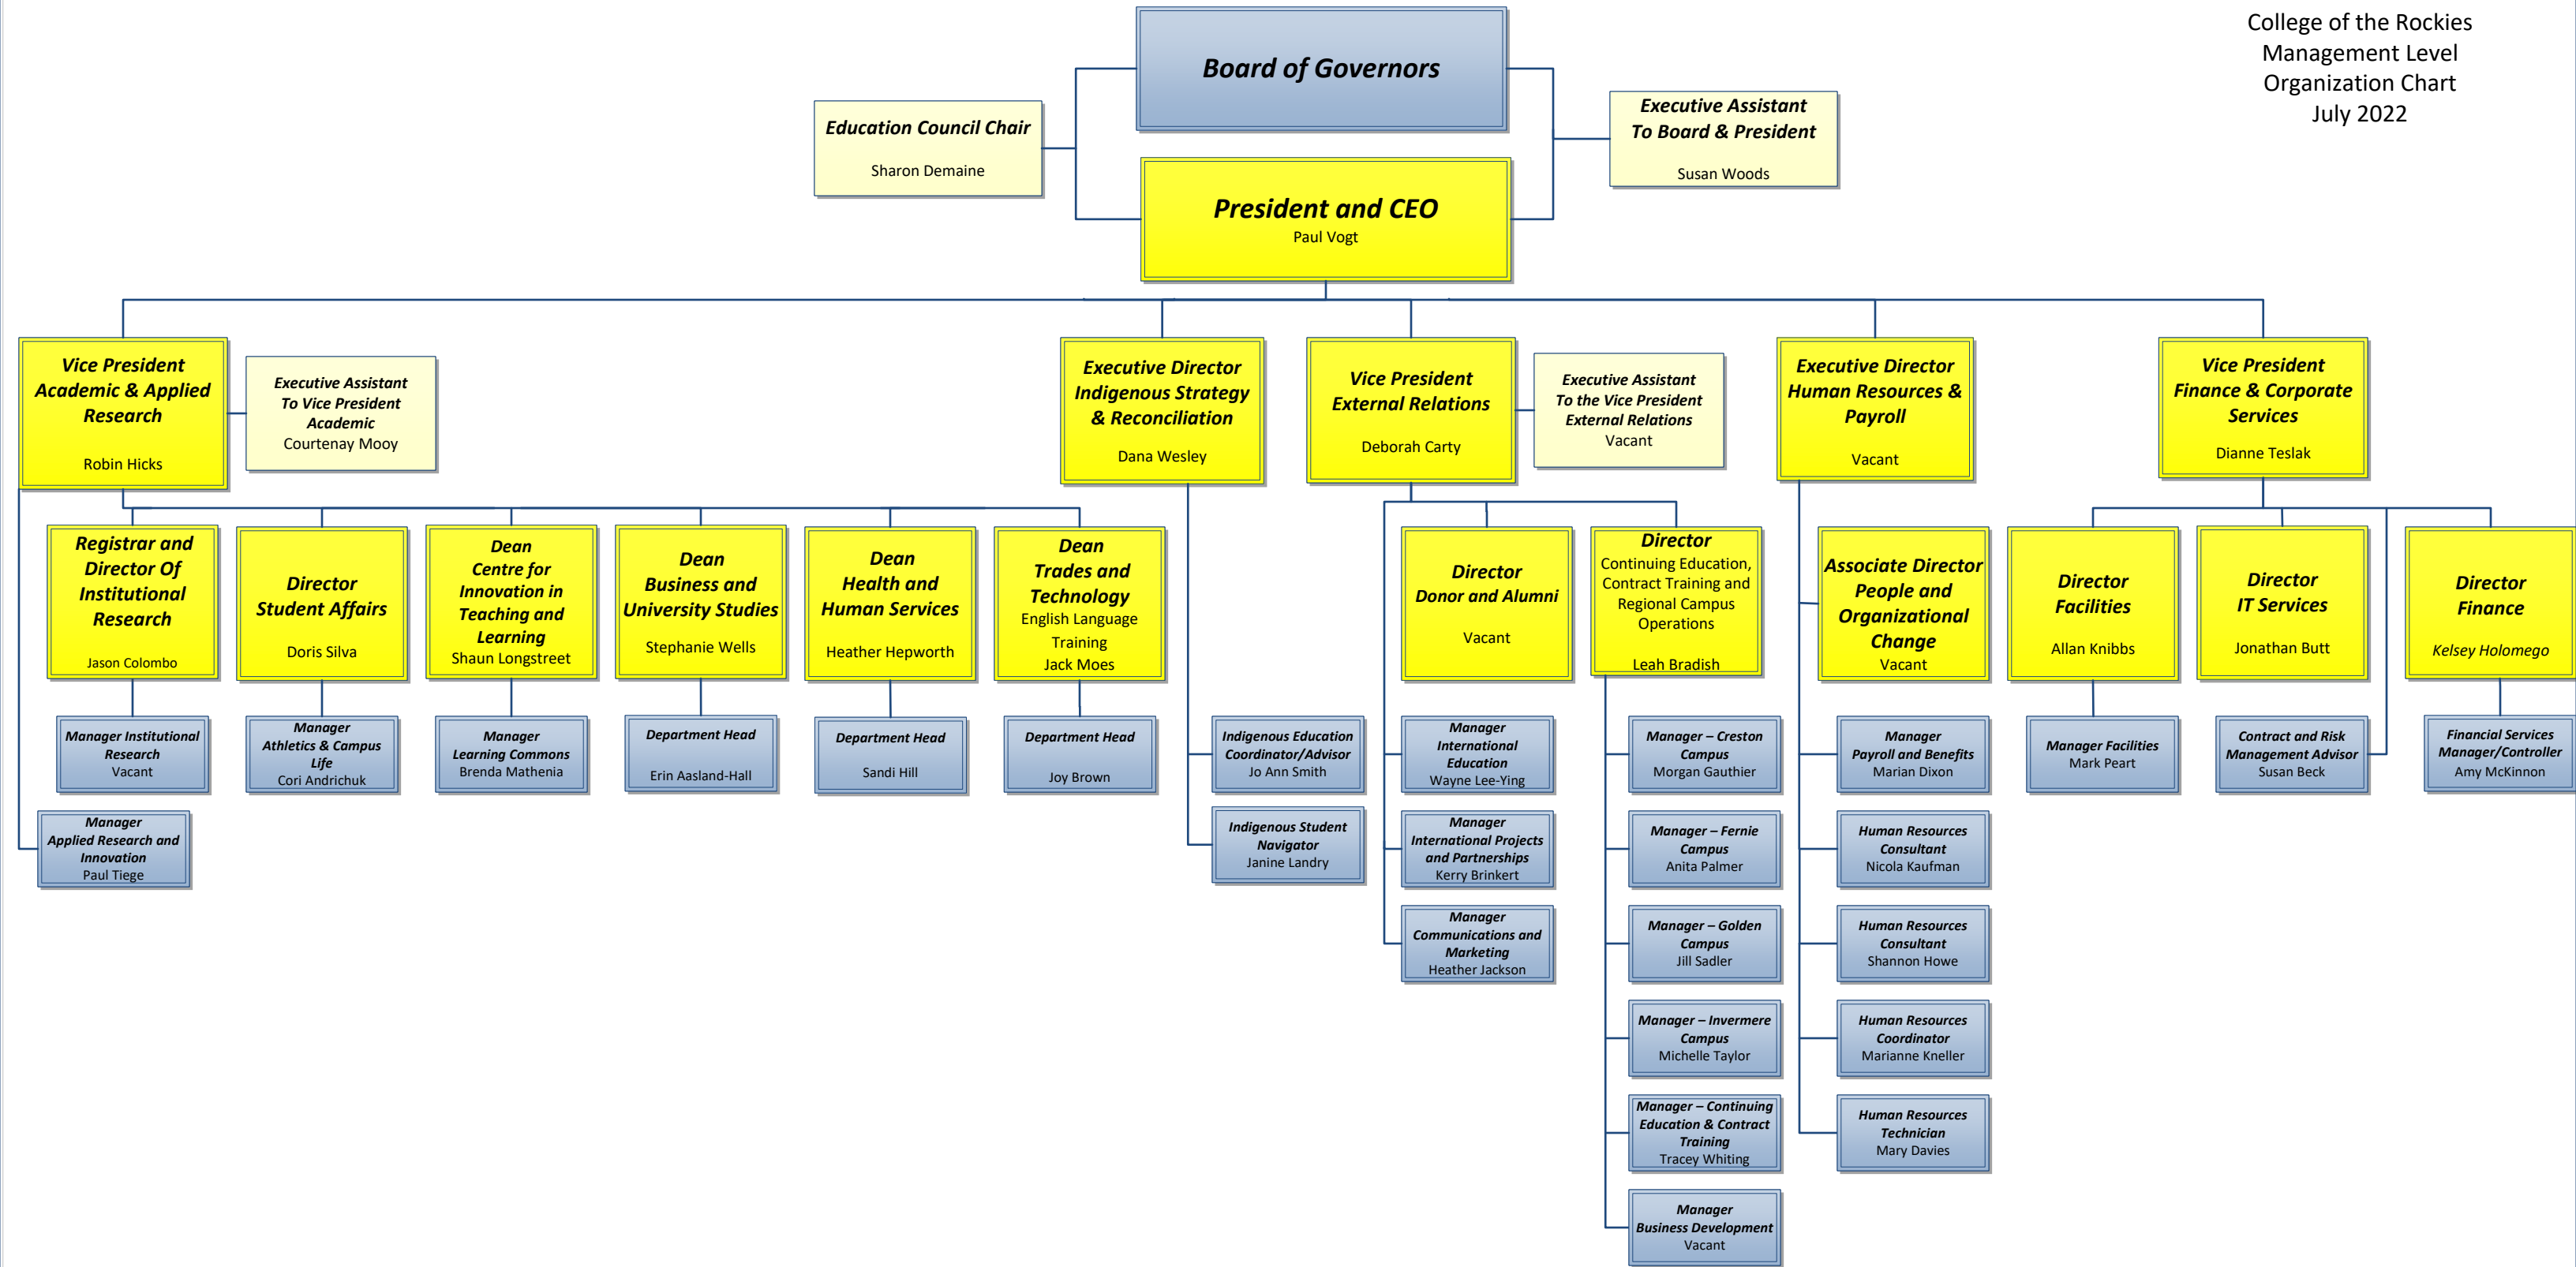 College of the Rockies
Management Level
Organization Chart
July 2022
Board of Governors
Education Council Chair
Sharon Demaine
Executive Assistant
To Board & President
Susan Woods
President and CEO
Paul Vogt
Vice President
Academic & Applied
Research
Robin Hicks
Executive Assistant
To Vice President
Academic
Courtenay Mooy
Executive Director
Indigenous Strategy
& Reconciliation
Dana Wesley
Vice President
External Relations
Deborah Carty
Executive Assistant
To the Vice President
External Relations
Vacant
Executive Director
Human Resources &
Payroll
Vacant
Vice President
Finance & Corporate
Services
Dianne Teslak
Registrar and
Director Of
Institutional
Research
Jason Colombo
Director
Student Affairs
Doris Silva
Dean
Centre for
Innovation in
Teaching and
Learning
Shaun Longstreet
Dean
Business and
University Studies
Stephanie Wells
Dean
Health and
Human Services
Heather Hepworth
Dean
Trades and
Technology
English Language
Training
Jack Moes
Director
Donor and Alumni
Vacant
Director
Continuing Education,
Contract Training and
Regional Campus
Operations
Leah Bradish
Associate Director
People and
Organizational
Change
Vacant
Director
Facilities
Allan Knibbs
Director
IT Services
Jonathan Butt
Director
Finance
Kelsey Holomego
Manager Institutional
Research
Vacant
Manager
Athletics & Campus
Life
Cori Andrichuk
Manager
Learning Commons
Brenda Mathenia
Department Head
Erin Aasland-Hall
Department Head
Sandi Hill
Department Head
Joy Brown
Indigenous Education
Coordinator/Advisor
Jo Ann Smith
Manager
International
Education
Wayne Lee-Ying
Manager – Creston
Campus
Morgan Gauthier
Manager
Payroll and Benefits
Marian Dixon
Manager Facilities
Mark Peart
Contract and Risk
Management Advisor
Susan Beck
Financial Services
Manager/Controller
Amy McKinnon
Manager
Applied Research and
Innovation
Paul Tiege
Indigenous Student
Navigator
Janine Landry
Manager
International Projects
and Partnerships
Kerry Brinkert
Manager – Fernie
Campus
Anita Palmer
Human Resources
Consultant
Nicola Kaufman
Manager
Communications and
Marketing
Heather Jackson
Manager – Golden
Campus
Jill Sadler
Human Resources
Consultant
Shannon Howe
Manager – Invermere
Campus
Michelle Taylor
Human Resources
Coordinator
Marianne Kneller
Manager – Continuing
Education & Contract
Training
Tracey Whiting
Human Resources
Technician
Mary Davies
Manager
Business Development
Vacant